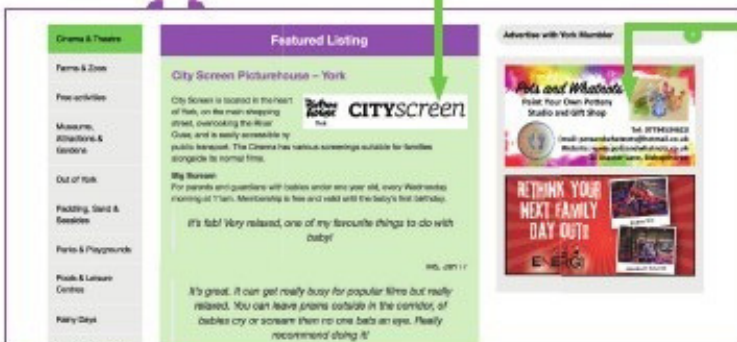 Cinema & Theatre
Farms & Zoos
Free activities
Museums,
Attractions &
Gardens
Out of York
Paddling, Sand &
Seasides
Parks & Playgrounds
Pools & Leisure
Centres
Rainy Days
Featured Listing
City Screen Picturehouse – York
City Screen is located in the heart
of York, on the main shopping
street, overlooking the River
Ouse, and is easily accessible by
public transport. The Cinema has various screenings suitable for families
alongside its normal films.
CITYscreen
Big Scream
For parents and guardians with babies under one year old, every Wednesday
morning at 11am. Membership is free and valid until the baby's first birthday.
It's fab! Very relaxed, one of my favourite things to do with
baby!
It's great. It can get really busy for popular films but really
relaxed. You can leave prams outside in the corridor, of
babies cry or scream then no one bats an eye. Really
recommend doing it!
Advertise with York Mumbler
Pots and Whatnots
Paint Your Own Pottery
Studio and Gift Shop
RETHINK YOUR
NEXT FAMILY
DAY OUT!
ENERGI